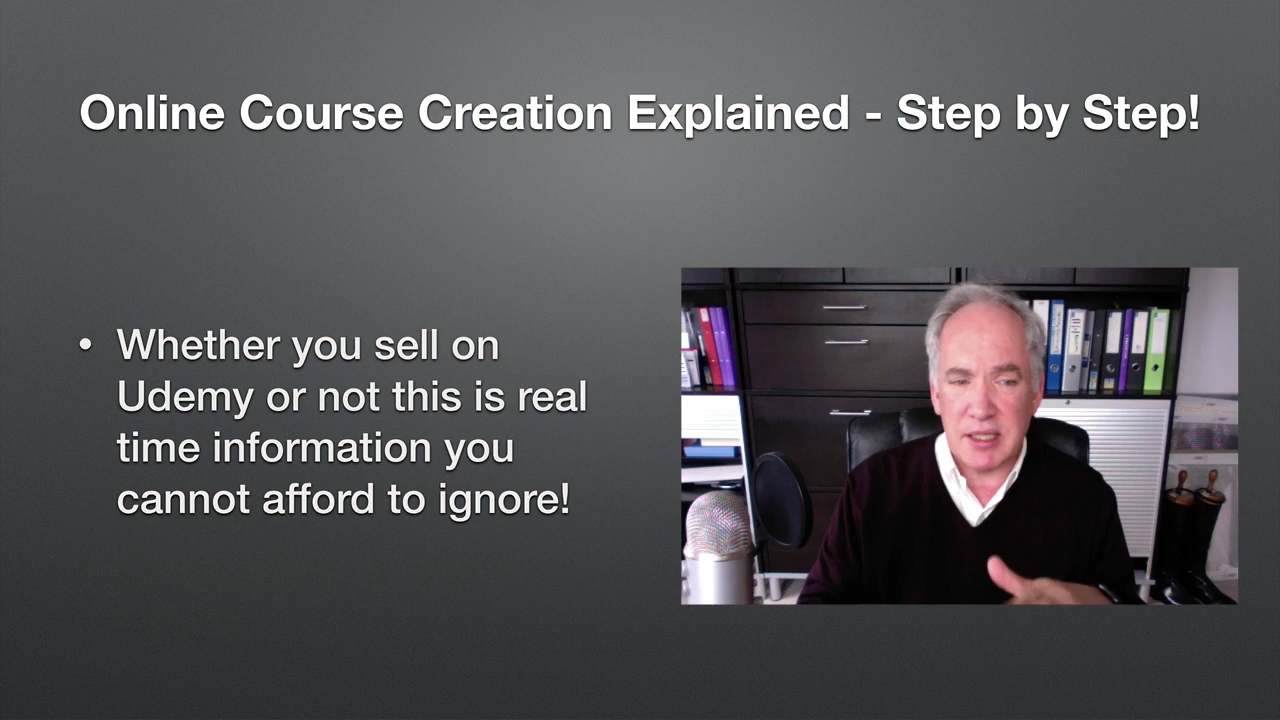 Online Course Creation Explained - Step by Step!
• Whether you sell on
Udemy or not this is real
time information you
cannot afford to ignore!